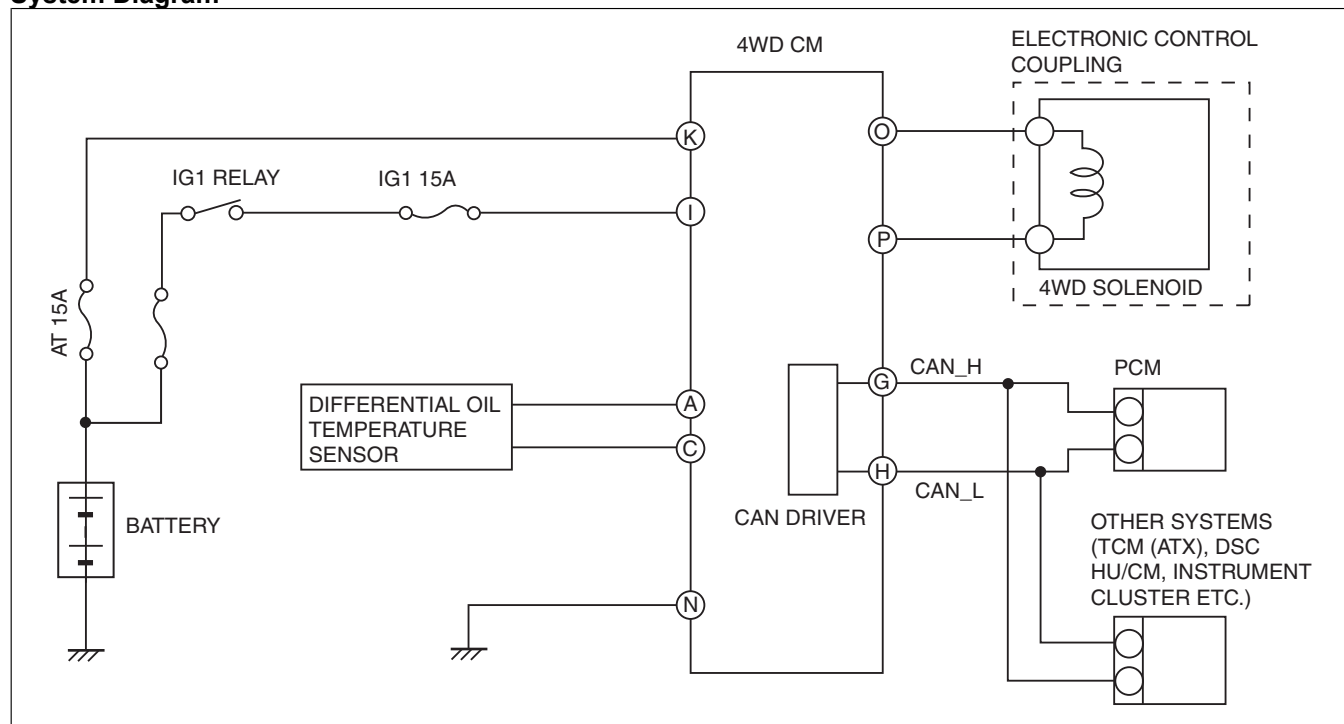 System Diagram
4WD CM
ELECTRONIC CONTROL
COUPLING
K
O
IG1 RELAY
IG1 15A
I
P
4WD SOLENOID
AT 15A
CAN_H
PCM
G
DIFFERENTIAL OIL
TEMPERATURE
SENSOR
A
C
H
CAN_L
CAN DRIVER
BATTERY
OTHER SYSTEMS
(TCM (ATX), DSC
HU/CM, INSTRUMENT
CLUSTER ETC.)
N